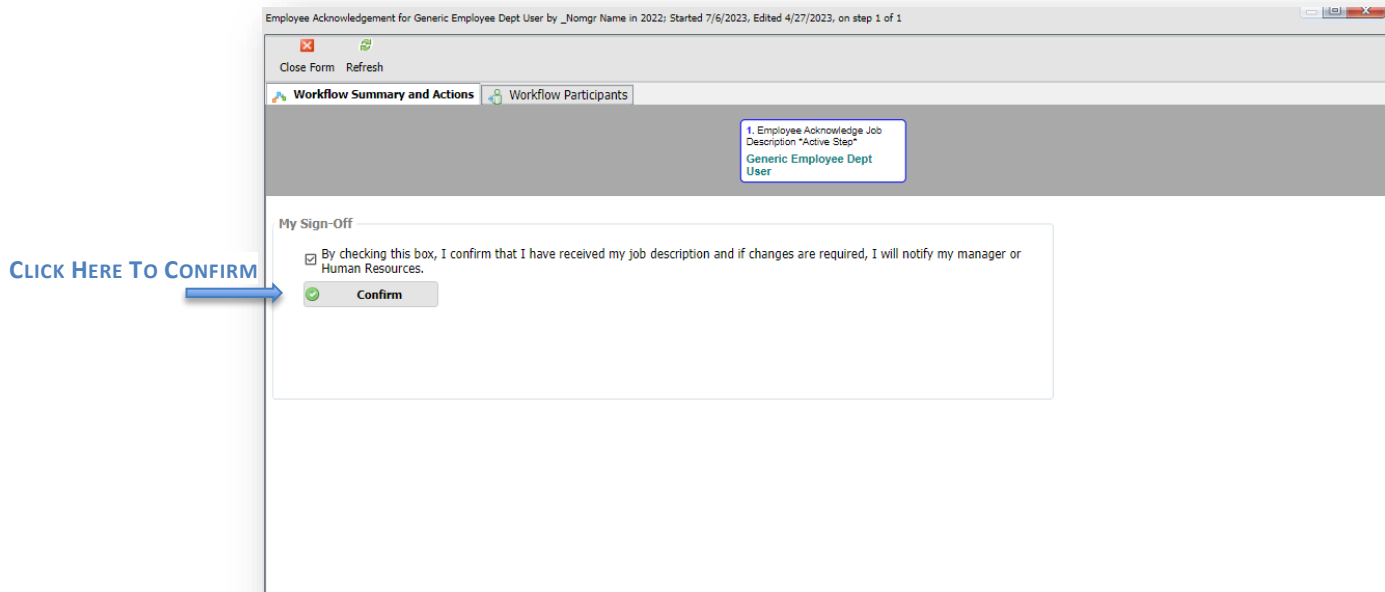 Employee Acknowledgement for Generic Employee Dept User by _Nomgr Name in 2022; Started 7/6/2023, Edited 4/27/2023, on step 1 of 1
Close Form Refresh
Workflow Summary and Actions Workflow Participants
1. Employee Acknowledge Job
Description *Active Step*
Generic Employee Dept
User
My Sign-Off
By checking this box, I confirm that I have received my job description and if changes are required, I will notify my manager or
Human Resources.
CLICK HERE TO CONFIRM
Confirm